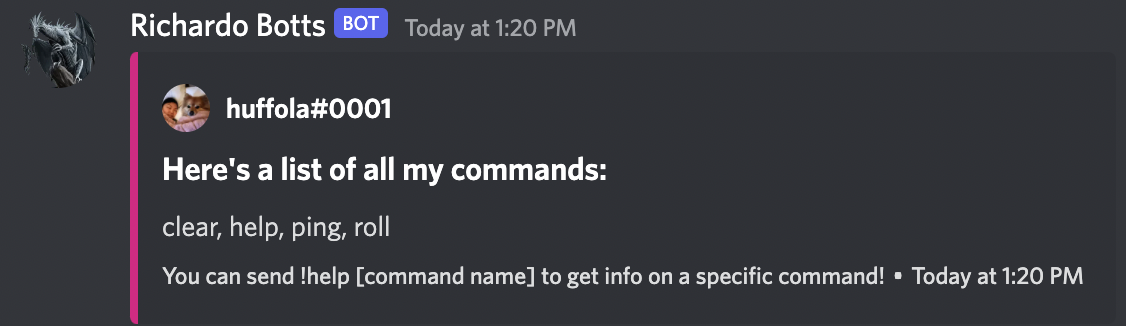 Richardo Botts BOT Today at 1:20 PM
huffola#0001
Here's a list of all my commands:
clear, help, ping, roll
You can send !help [command name] to get info on a specific command! • Today at 1:20 PM